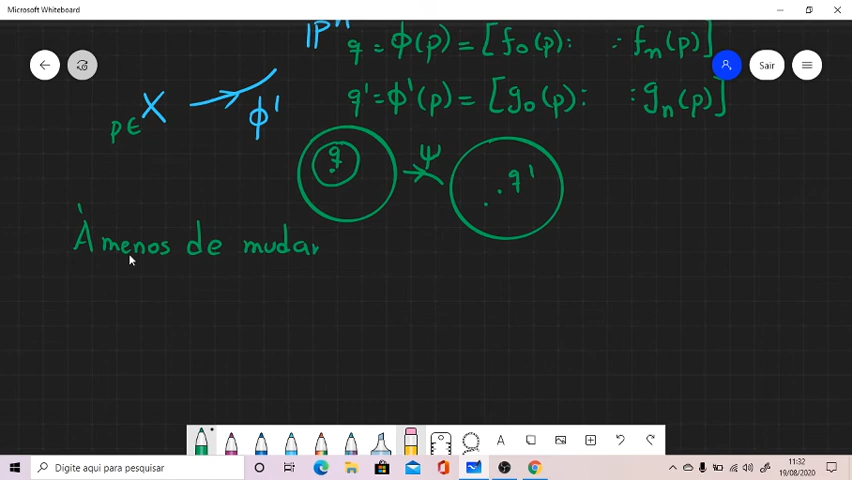 Microsoft Whiteboard
IPⁿ
q = ϕ(p) = [f₀(p): : fₙ(p)]
Sair
X ϕ'
p ∈
q' = ϕ'(p) = [g₀(p): : gₙ(p)]
q ψ q'
À menos de mudar
A
Digite aqui para pesquisar
11:32
19/08/2020